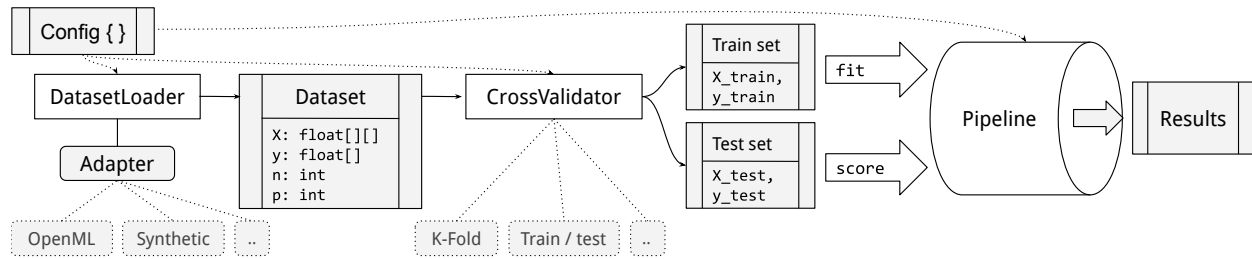 Config { }
DatasetLoader
Adapter
OpenML
Synthetic
..
Dataset
X: float[][]
y: float[]
n: int
p: int
CrossValidator
K-Fold
Train / test
..
Train set
X_train,
y_train
Test set
X_test,
y_test
fit
score
Pipeline
Results